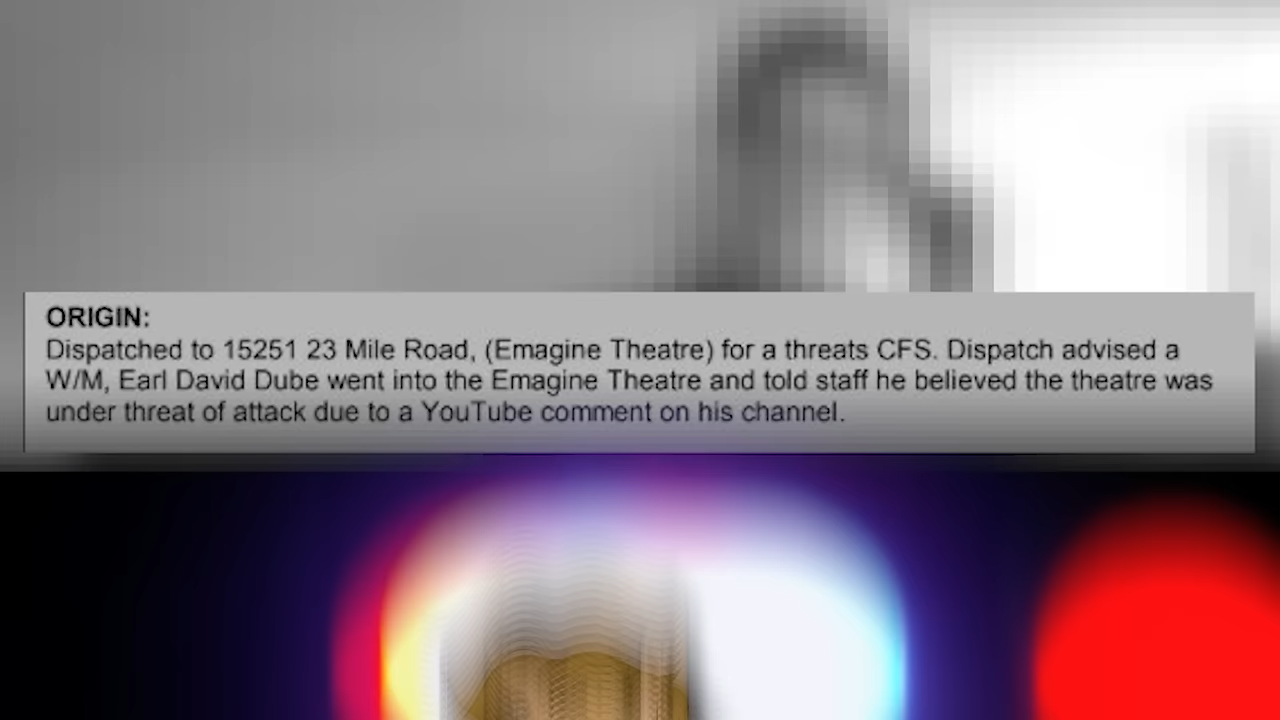 ORIGIN:
Dispatched to 15251 23 Mile Road, (Emagine Theatre) for a threats CFS. Dispatch advised a
W/M, Earl David Dube went into the Emagine Theatre and told staff he believed the theatre was
under threat of attack due to a YouTube comment on his channel.